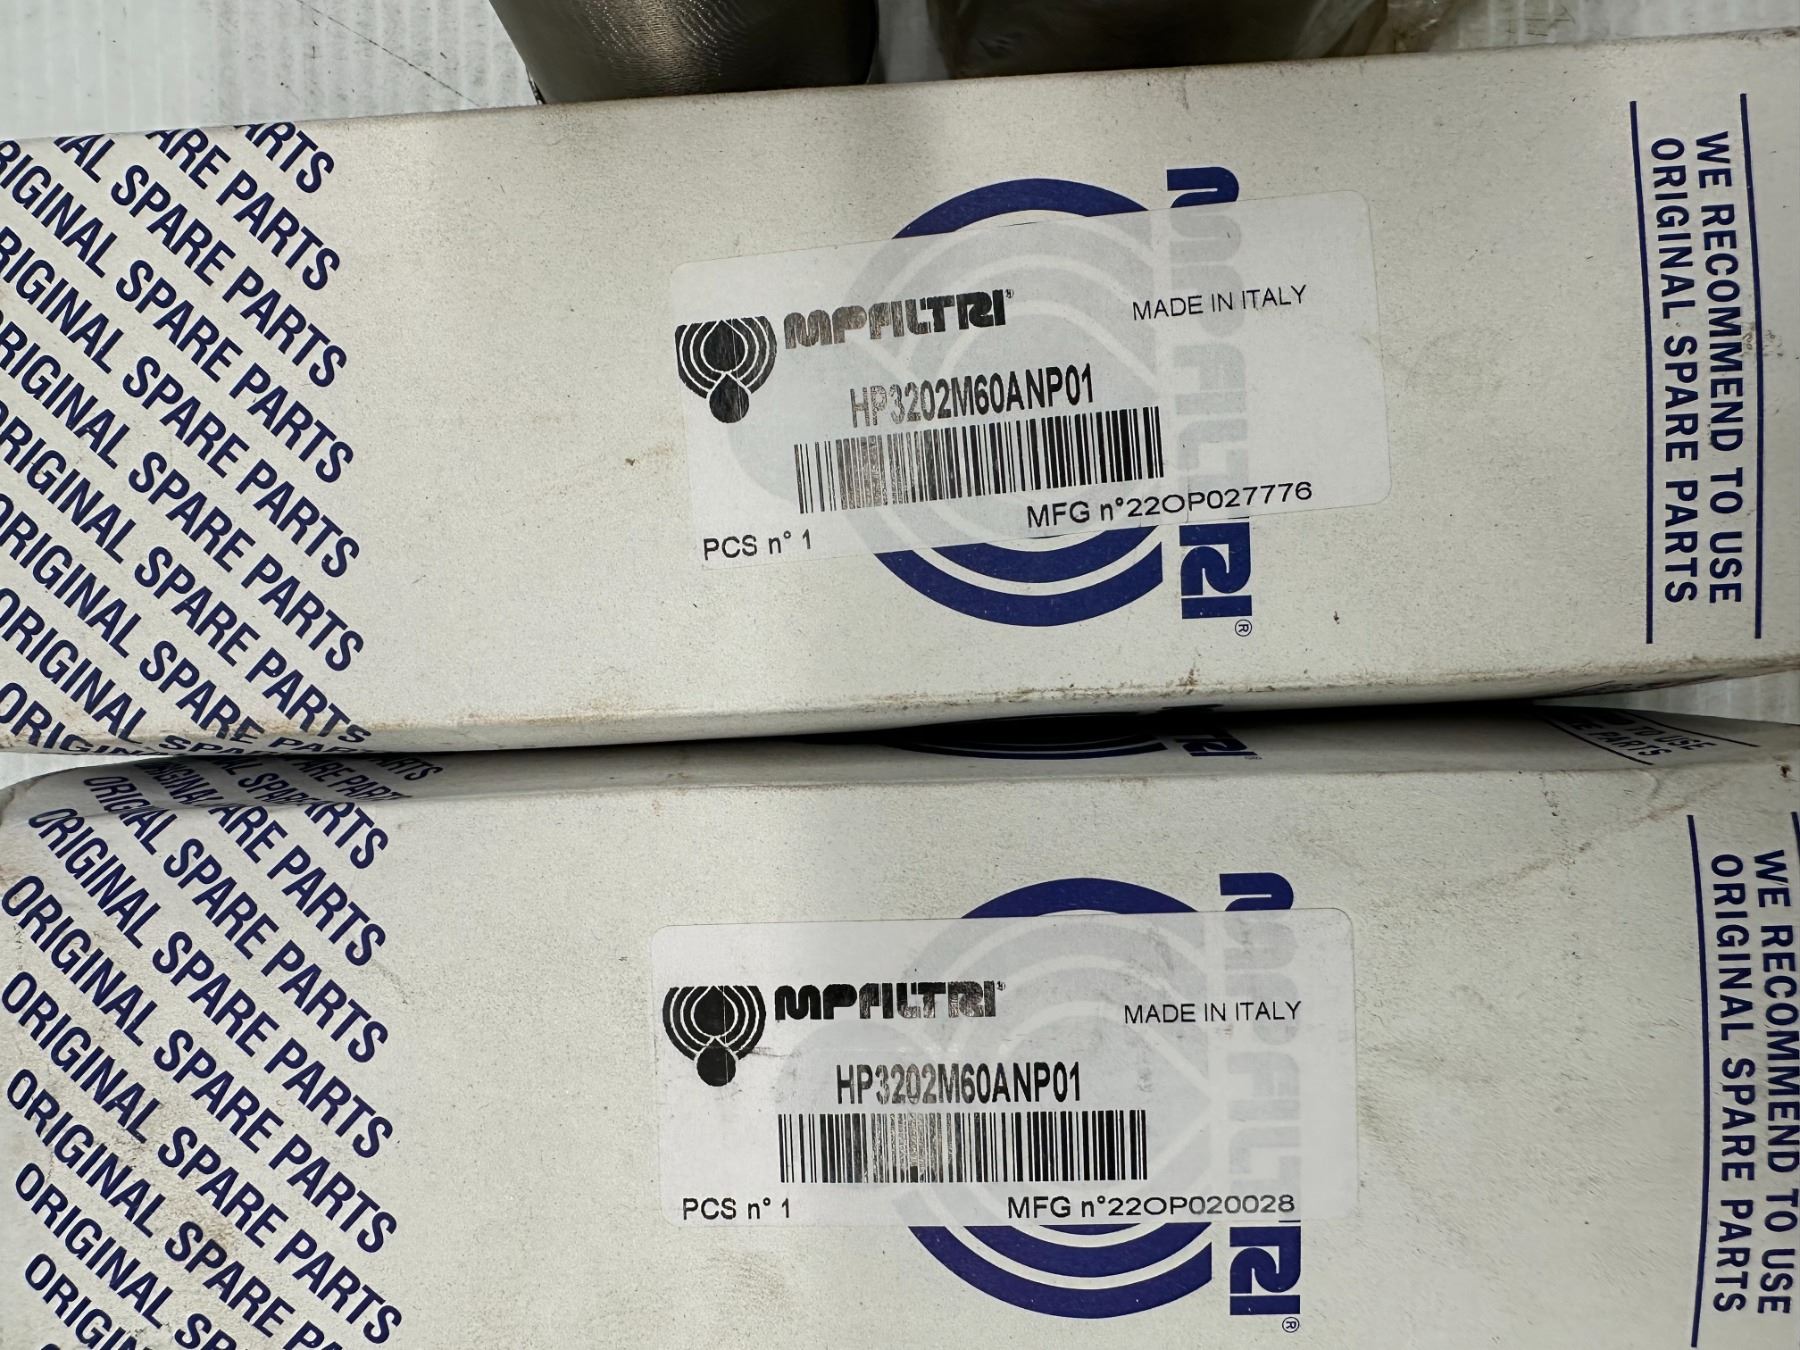 ORIGINAL SPARE PARTS
ORIGINAL SPARE PARTS
ORIGINAL SPARE PARTS
ORIGINAL SPARE PARTS
ORIGINAL SPARE PARTS
ORIGINAL SPARE PARTS
MPFILTRI®
MADE IN ITALY
HP3202M60ANP01
MFG n°22OP027776
PCS n° 1
RI®
WE RECOMMEND TO USE
ORIGINAL SPARE PARTS
ORIGINAL SPARE PARTS
ORIGINAL SPARE PARTS
ORIGINAL SPARE PARTS
ORIGINAL SPARE PARTS
ORIGINAL SPARE PARTS
MPFILTRI®
MADE IN ITALY
HP3202M60ANP01
PCS n° 1
MFG n°22OP020028
RI®
WE RECOMMEND TO USE
ORIGINAL SPARE PARTS